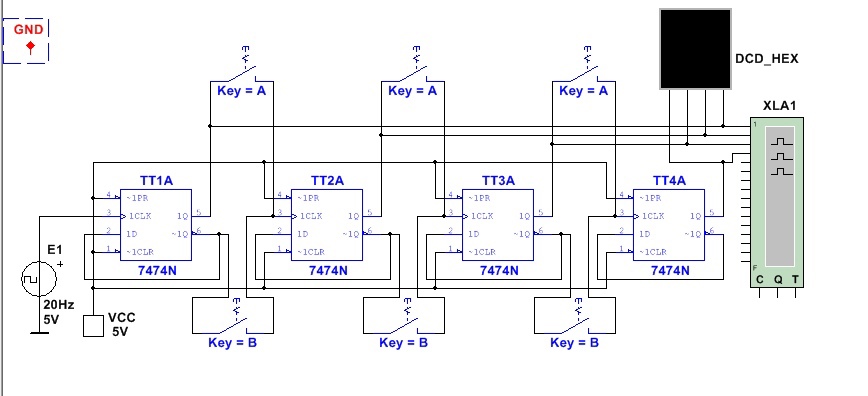 GND
DCD_HEX
Key = A
Key = A
Key = A
XLA1
1
TT1A
TT2A
TT3A
TT4A
4 ~1PR
3 1CLK 1Q 5
2 1D ~1Q 6
1 ~1CLR
7474N
4 ~1PR
3 1CLK 1Q 5
2 1D ~1Q 6
1 ~1CLR
7474N
4 ~1PR
3 1CLK 1Q 5
2 1D ~1Q 6
1 ~1CLR
7474N
4 ~1PR
3 1CLK 1Q 5
2 1D ~1Q 6
1 ~1CLR
7474N
E1
+
20Hz
5V
VCC
5V
F
C Q T
Key = B
Key = B
Key = B